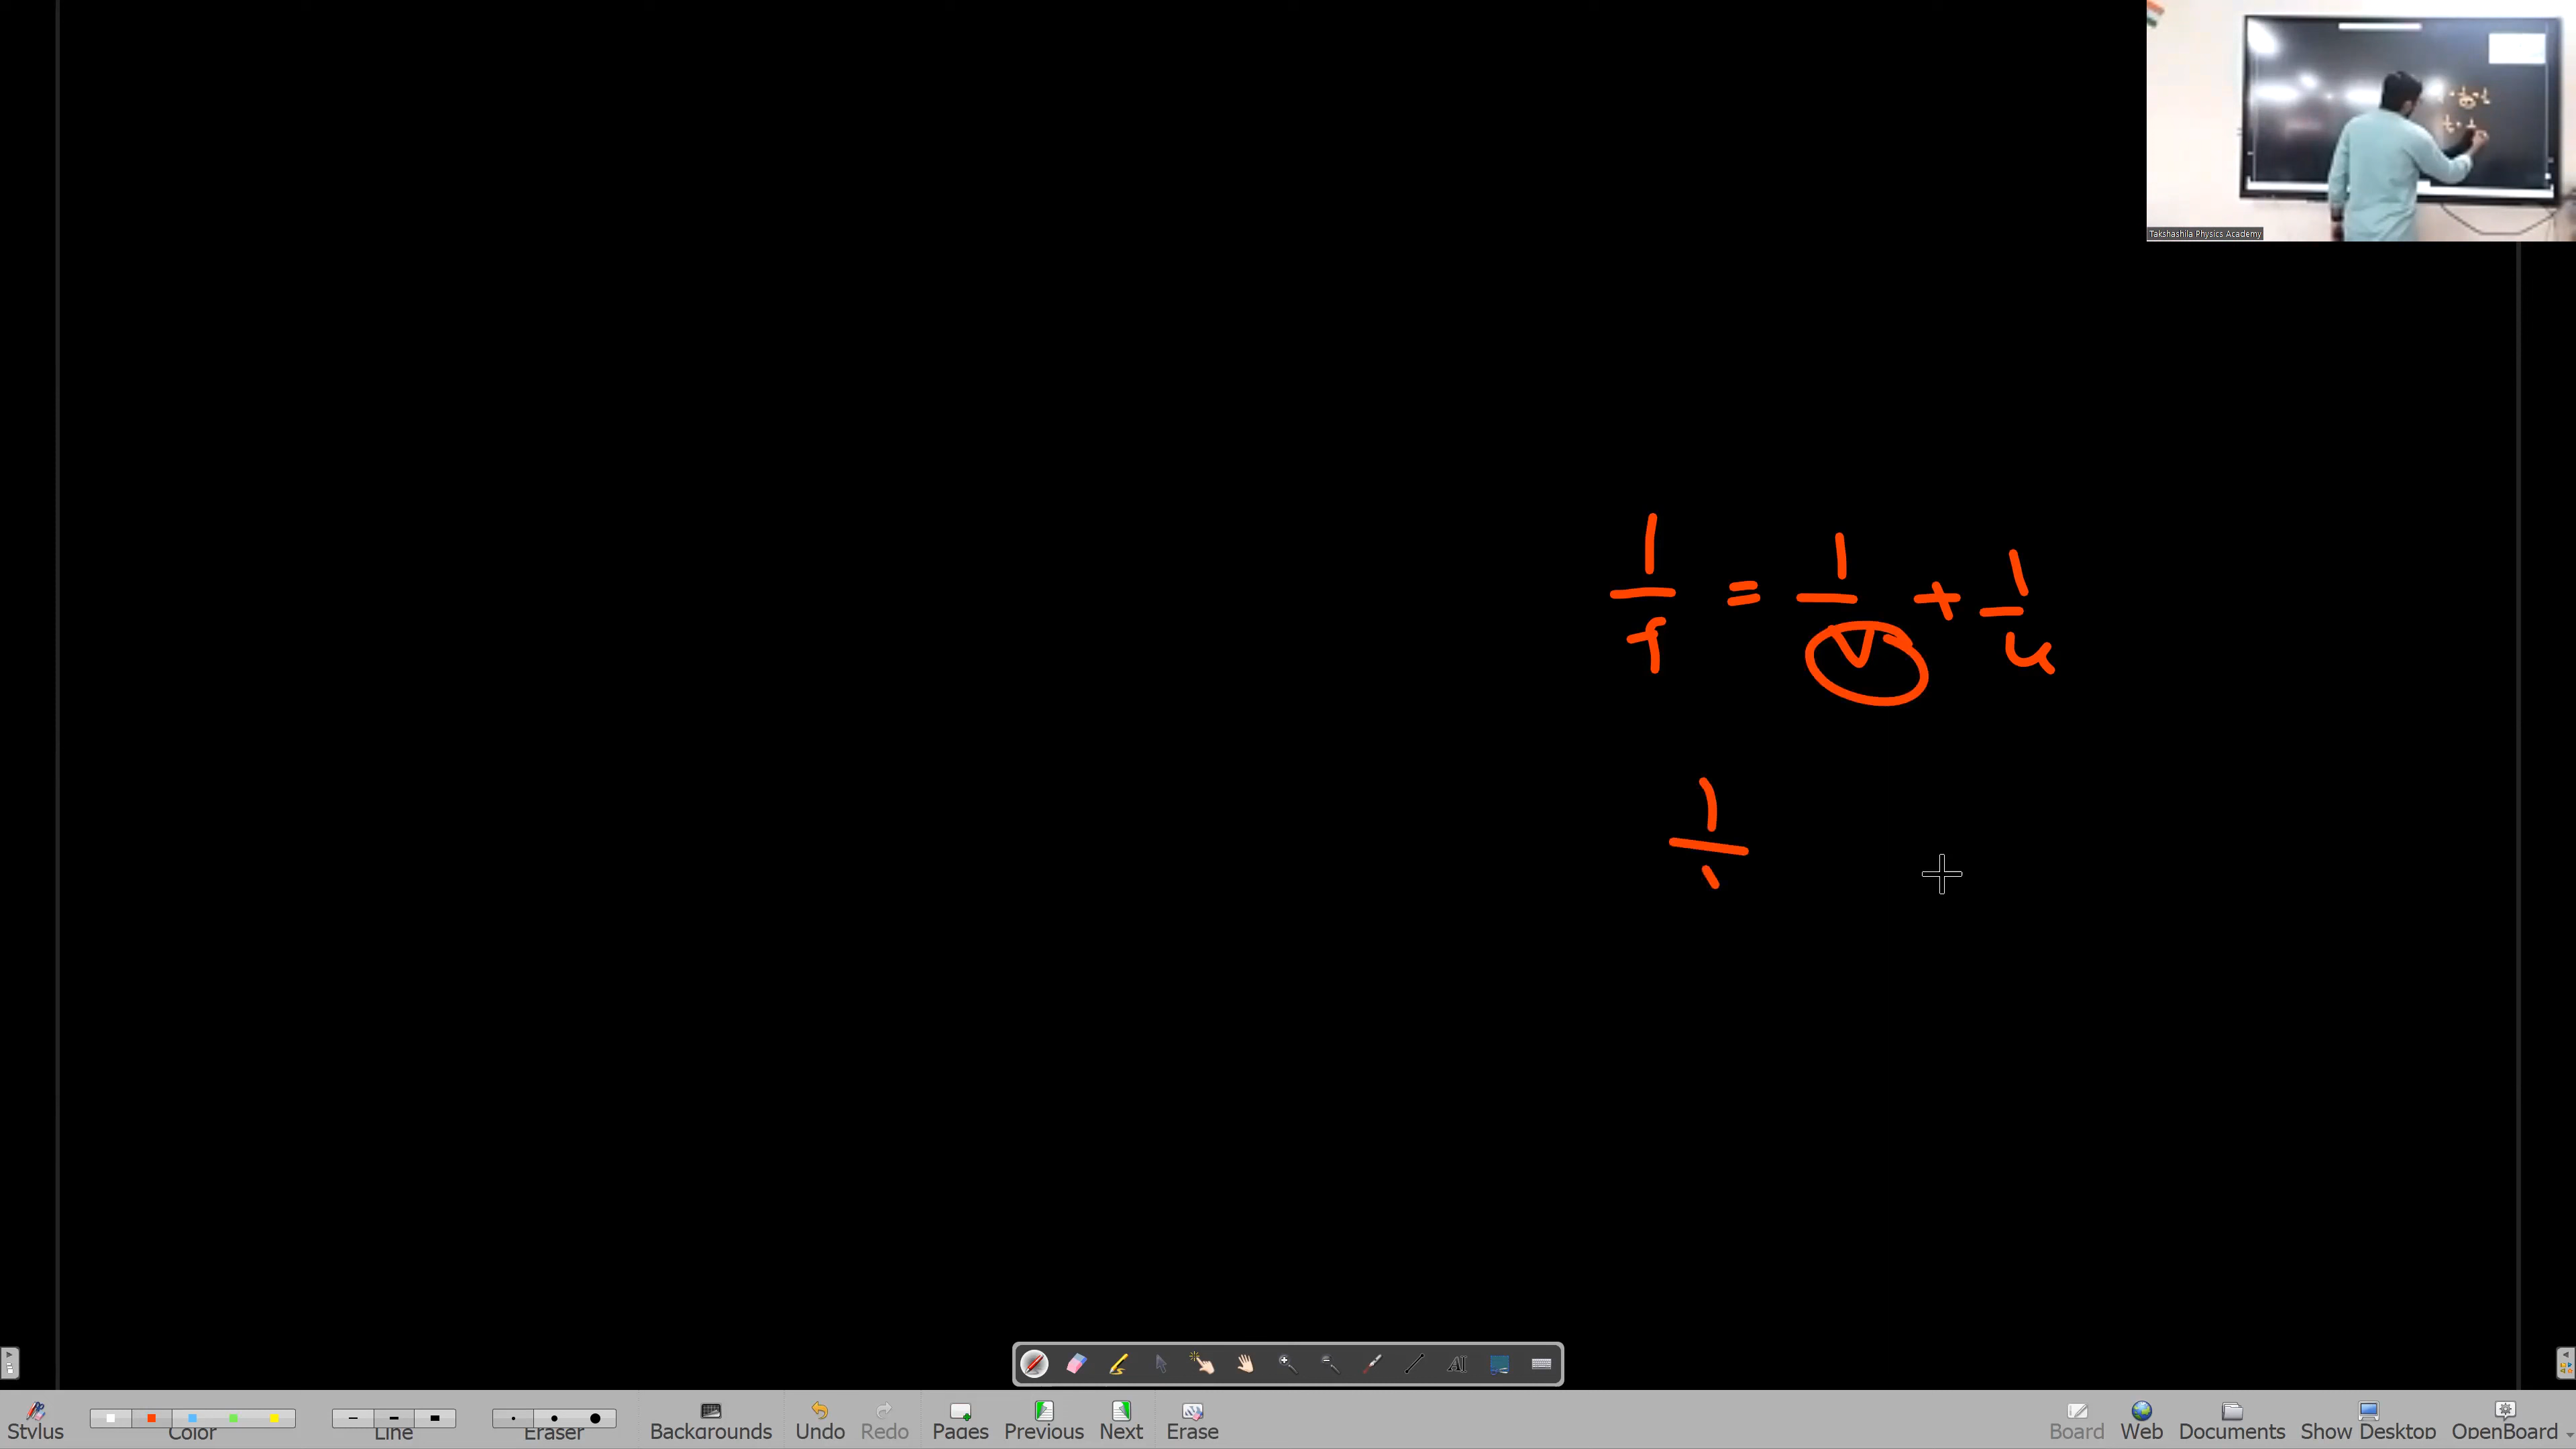 Takshashila Physics Academy
1/f = 1/v + 1/u
1
Stylus Color Line Eraser Backgrounds Undo Redo Pages Previous Next Erase Board Web Documents Show Desktop OpenBoard